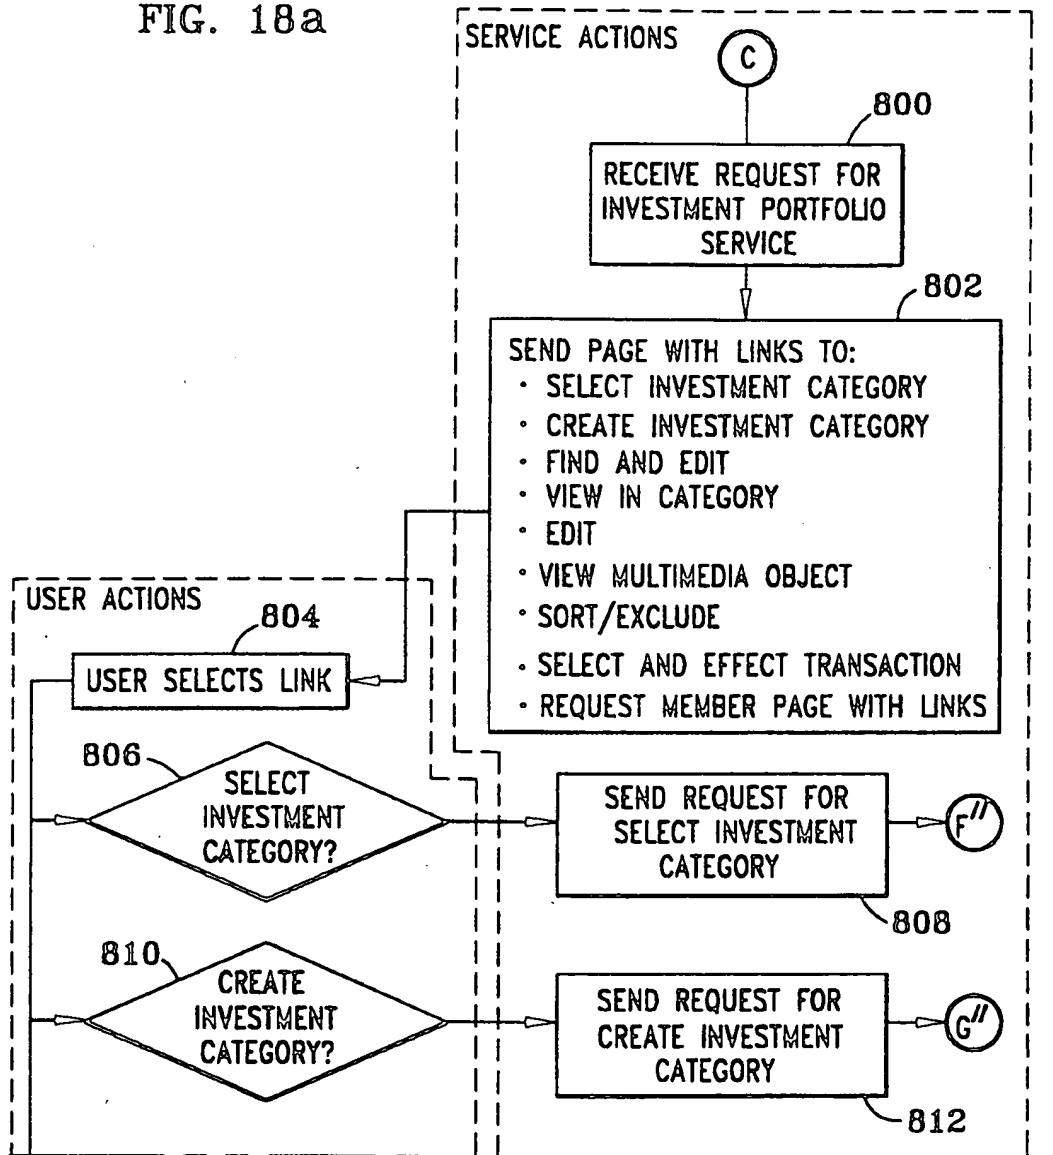 FIG. 18a
SERVICE ACTIONS
C
800
RECEIVE REQUEST FOR
INVESTMENT PORTFOLIO
SERVICE
802
SEND PAGE WITH LINKS TO:
• SELECT INVESTMENT CATEGORY
• CREATE INVESTMENT CATEGORY
• FIND AND EDIT
• VIEW IN CATEGORY
• EDIT
• VIEW MULTIMEDIA OBJECT
• SORT/EXCLUDE
• SELECT AND EFFECT TRANSACTION
• REQUEST MEMBER PAGE WITH LINKS
USER ACTIONS
804
USER SELECTS LINK
806
SELECT
INVESTMENT
CATEGORY?
SEND REQUEST FOR
SELECT INVESTMENT
CATEGORY
F"
808
810
CREATE
INVESTMENT
CATEGORY?
SEND REQUEST FOR
CREATE INVESTMENT
CATEGORY
G"
812